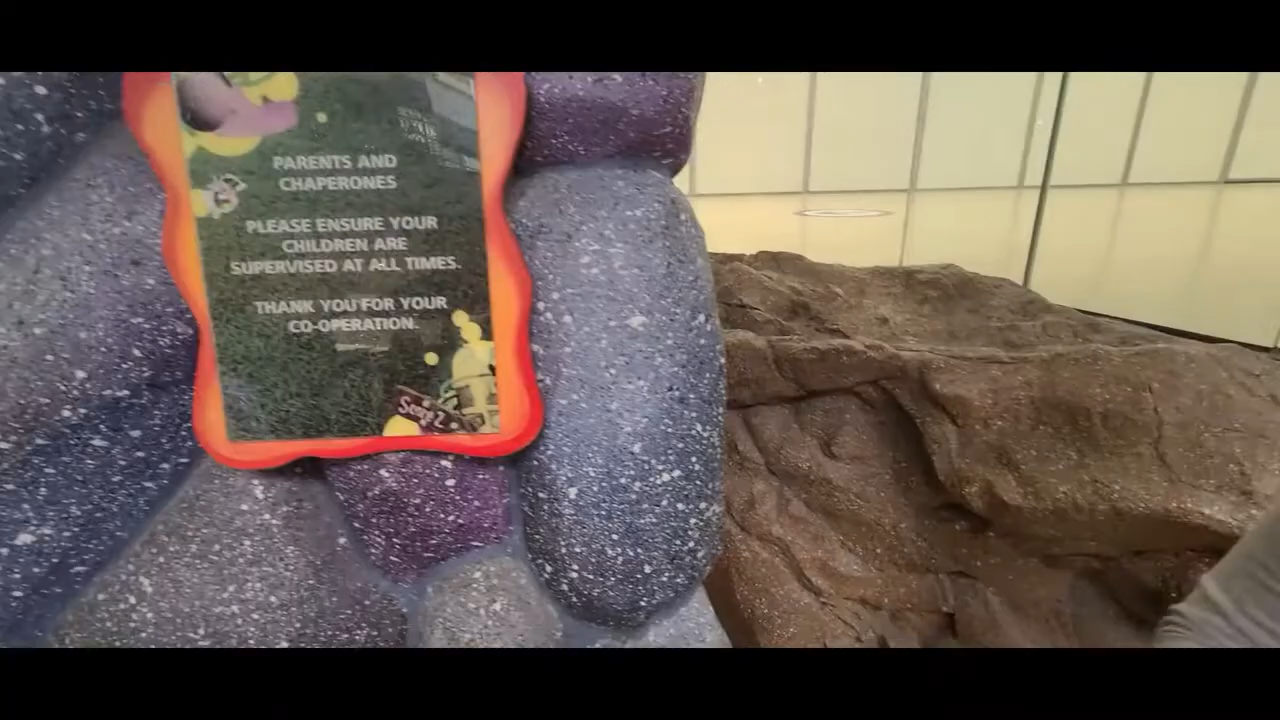 PARENTS AND
CHAPERONES
PLEASE ENSURE YOUR
CHILDREN ARE
SUPERVISED AT ALL TIMES.
THANK YOU FOR YOUR
CO-OPERATION.